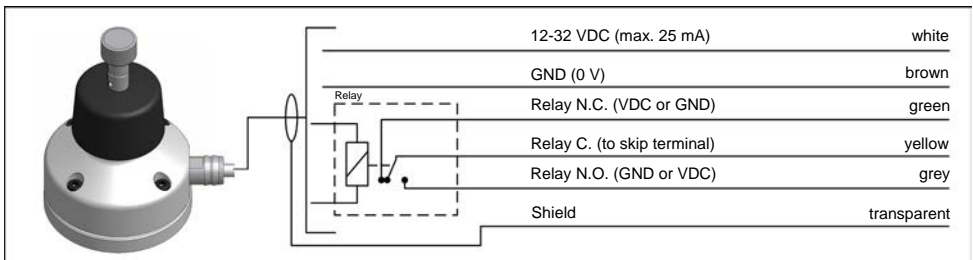 12-32 VDC (max. 25 mA) white
GND (0 V) brown
Relay
Relay N.C. (VDC or GND) green
Relay C. (to skip terminal) yellow
Relay N.O. (GND or VDC) grey
Shield transparent